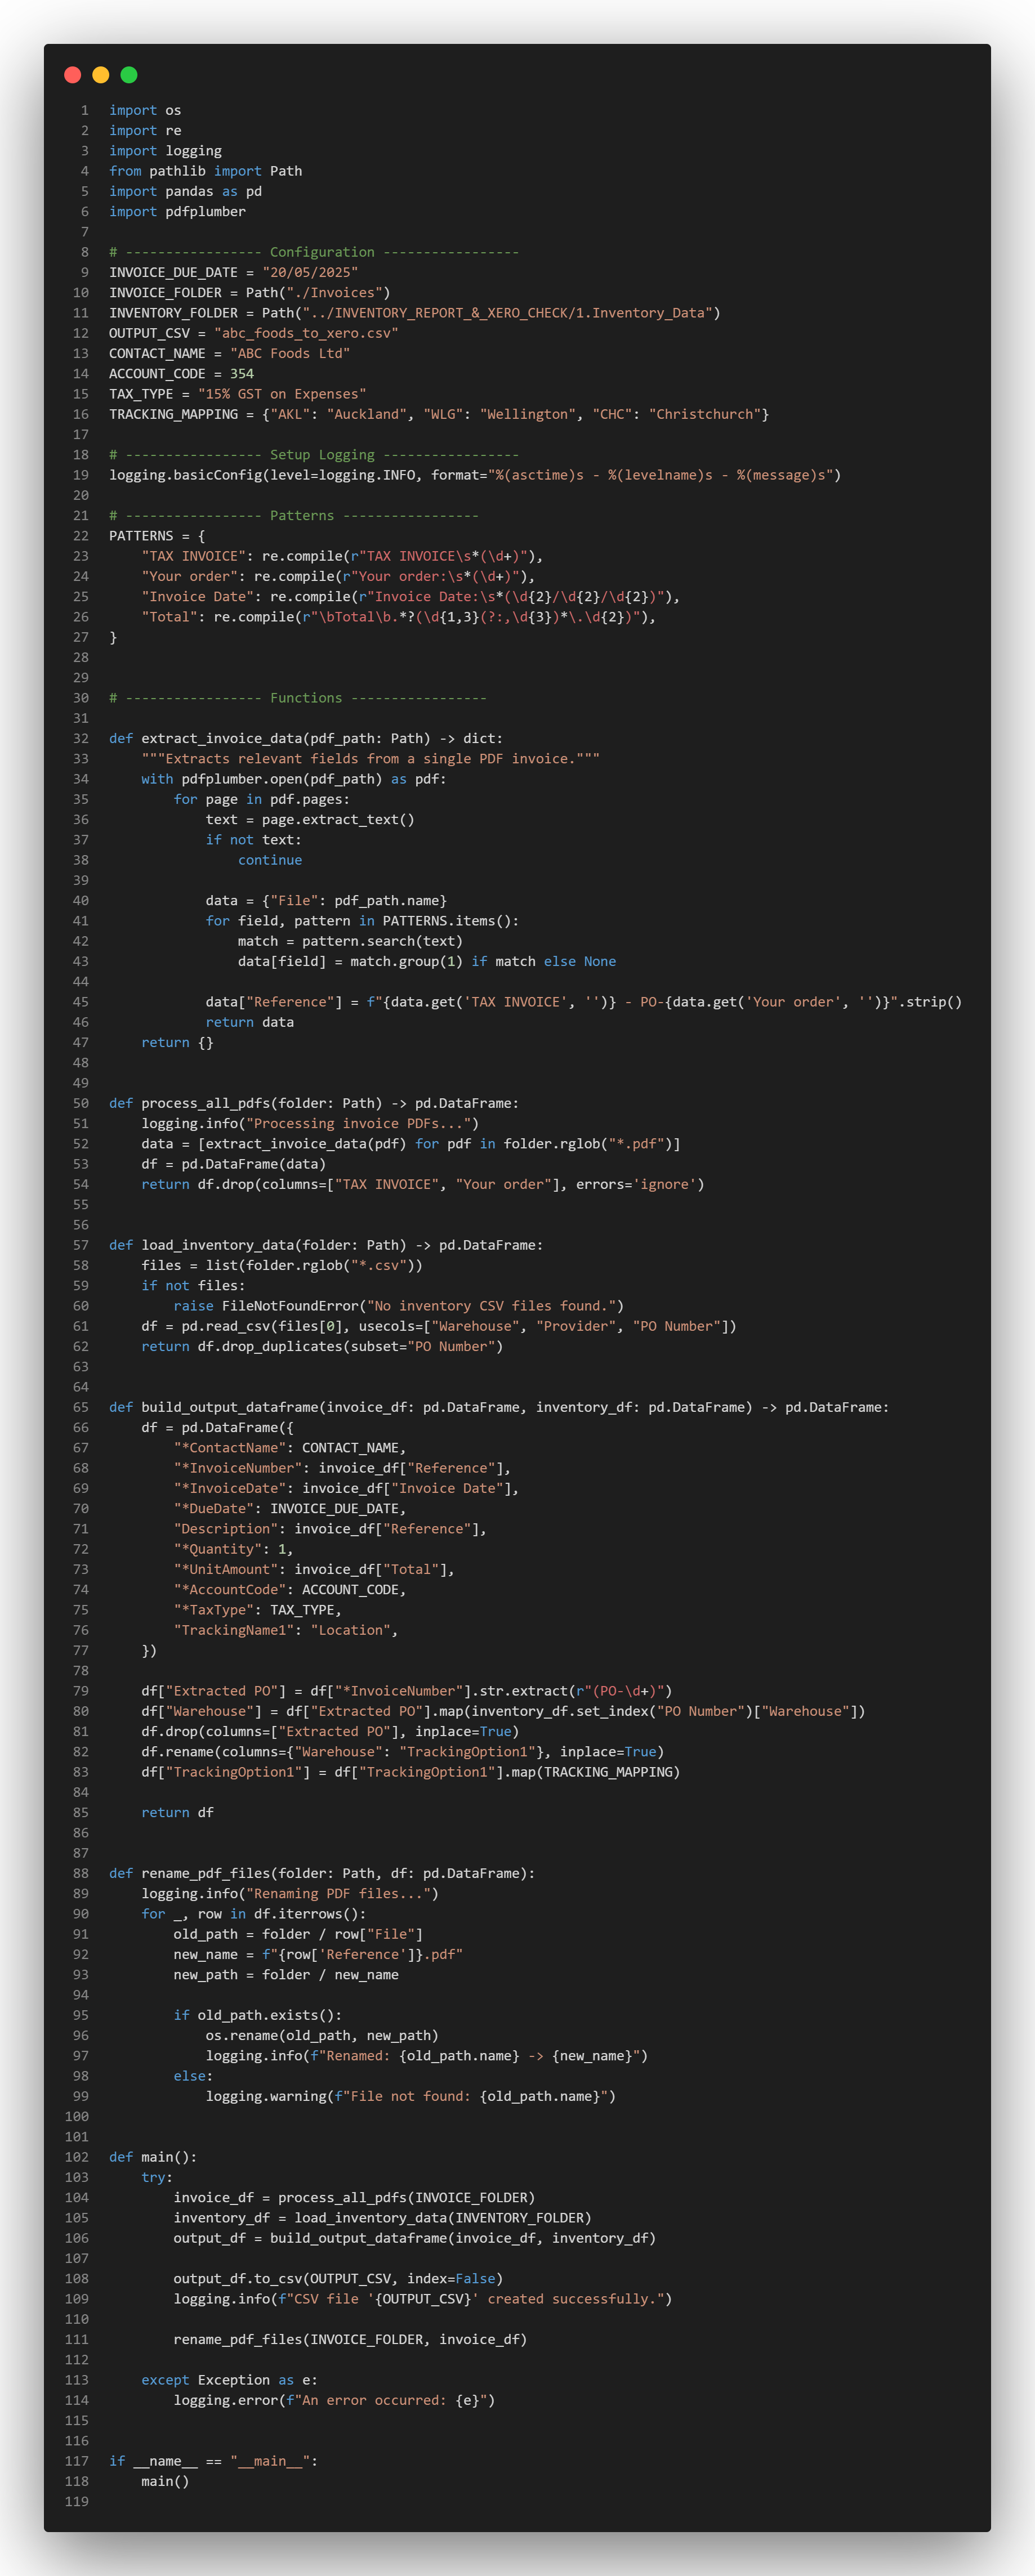 1 import os
2 import re
3 import logging
4 from pathlib import Path
5 import pandas as pd
6 import pdfplumber
7
8 # ----------------- Configuration -----------------
9 INVOICE_DUE_DATE = "20/05/2025"
10 INVOICE_FOLDER = Path("./Invoices")
11 INVENTORY_FOLDER = Path("../INVENTORY_REPORT_&_XERO_CHECK/1.Inventory_Data")
12 OUTPUT_CSV = "abc_foods_to_xero.csv"
13 CONTACT_NAME = "ABC Foods Ltd"
14 ACCOUNT_CODE = 354
15 TAX_TYPE = "15% GST on Expenses"
16 TRACKING_MAPPING = {"AKL": "Auckland", "WLG": "Wellington", "CHC": "Christchurch"}
17
18 # ----------------- Setup Logging -----------------
19 logging.basicConfig(level=logging.INFO, format="%(asctime)s - %(levelname)s - %(message)s")
20
21 # ----------------- Patterns -----------------
22 PATTERNS = {
23     "TAX INVOICE": re.compile(r"TAX INVOICE\s*(\d+)"),
24     "Your order": re.compile(r"Your order:\s*(\d+)"),
25     "Invoice Date": re.compile(r"Invoice Date:\s*(\d{2}/\d{2}/\d{2})"),
26     "Total": re.compile(r"\bTotal\b.*?(\d{1,3}(?:,\d{3})*\.\d{2})"),
27 }
28
29
30 # ----------------- Functions -----------------
31
32 def extract_invoice_data(pdf_path: Path) -> dict:
33     """Extracts relevant fields from a single PDF invoice."""
34     with pdfplumber.open(pdf_path) as pdf:
35         for page in pdf.pages:
36             text = page.extract_text()
37             if not text:
38                 continue
39
40             data = {"File": pdf_path.name}
41             for field, pattern in PATTERNS.items():
42                 match = pattern.search(text)
43                 data[field] = match.group(1) if match else None
44
45             data["Reference"] = f"{data.get('TAX INVOICE', '')} - PO-{data.get('Your order', '')}".strip()
46             return data
47     return {}
48
49
50 def process_all_pdfs(folder: Path) -> pd.DataFrame:
51     logging.info("Processing invoice PDFs...")
52     data = [extract_invoice_data(pdf) for pdf in folder.rglob("*.pdf")]
53     df = pd.DataFrame(data)
54     return df.drop(columns=["TAX INVOICE", "Your order"], errors='ignore')
55
56
57 def load_inventory_data(folder: Path) -> pd.DataFrame:
58     files = list(folder.rglob("*.csv"))
59     if not files:
60         raise FileNotFoundError("No inventory CSV files found.")
61     df = pd.read_csv(files[0], usecols=["Warehouse", "Provider", "PO Number"])
62     return df.drop_duplicates(subset="PO Number")
63
64
65 def build_output_dataframe(invoice_df: pd.DataFrame, inventory_df: pd.DataFrame) -> pd.DataFrame:
66     df = pd.DataFrame({
67         "*ContactName": CONTACT_NAME,
68         "*InvoiceNumber": invoice_df["Reference"],
69         "*InvoiceDate": invoice_df["Invoice Date"],
70         "*DueDate": INVOICE_DUE_DATE,
71         "Description": invoice_df["Reference"],
72         "*Quantity": 1,
73         "*UnitAmount": invoice_df["Total"],
74         "*AccountCode": ACCOUNT_CODE,
75         "*TaxType": TAX_TYPE,
76         "TrackingName1": "Location",
77     })
78
79     df["Extracted PO"] = df["*InvoiceNumber"].str.extract(r"(PO-\d+)")
80     df["Warehouse"] = df["Extracted PO"].map(inventory_df.set_index("PO Number")["Warehouse"])
81     df.drop(columns=["Extracted PO"], inplace=True)
82     df.rename(columns={"Warehouse": "TrackingOption1"}, inplace=True)
83     df["TrackingOption1"] = df["TrackingOption1"].map(TRACKING_MAPPING)
84
85     return df
86
87
88 def rename_pdf_files(folder: Path, df: pd.DataFrame):
89     logging.info("Renaming PDF files...")
90     for _, row in df.iterrows():
91         old_path = folder / row["File"]
92         new_name = f"{row['Reference']}.pdf"
93         new_path = folder / new_name
94
95         if old_path.exists():
96             os.rename(old_path, new_path)
97             logging.info(f"Renamed: {old_path.name} -> {new_name}")
98         else:
99             logging.warning(f"File not found: {old_path.name}")
100
101
102 def main():
103     try:
104         invoice_df = process_all_pdfs(INVOICE_FOLDER)
105         inventory_df = load_inventory_data(INVENTORY_FOLDER)
106         output_df = build_output_dataframe(invoice_df, inventory_df)
107
108         output_df.to_csv(OUTPUT_CSV, index=False)
109         logging.info(f"CSV file '{OUTPUT_CSV}' created successfully.")
110
111         rename_pdf_files(INVOICE_FOLDER, invoice_df)
112
113     except Exception as e:
114         logging.error(f"An error occurred: {e}")
115
116
117 if __name__ == "__main__":
118     main()
119